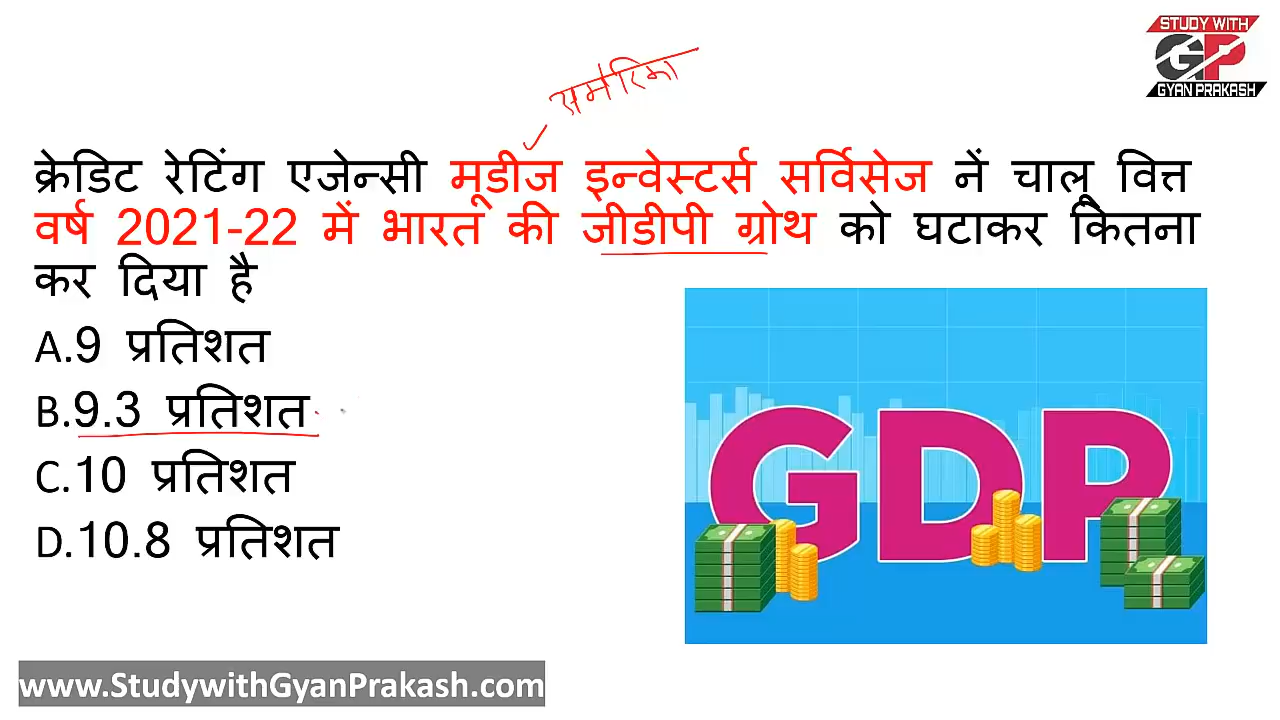 STUDY WITH
GP
GYAN PRAKASH
अमेरिका
क्रेडिट रेटिंग एजेन्सी मूडीज इन्वेस्टर्स सर्विसेज नें चालू वित्त
वर्ष 2021-22 में भारत की जीडीपी ग्रोथ को घटाकर कितना
कर दिया है
A.9 प्रतिशत
B.9.3 प्रतिशत
C.10 प्रतिशत
D.10.8 प्रतिशत
GDP
www.StudywithGyanPrakash.com